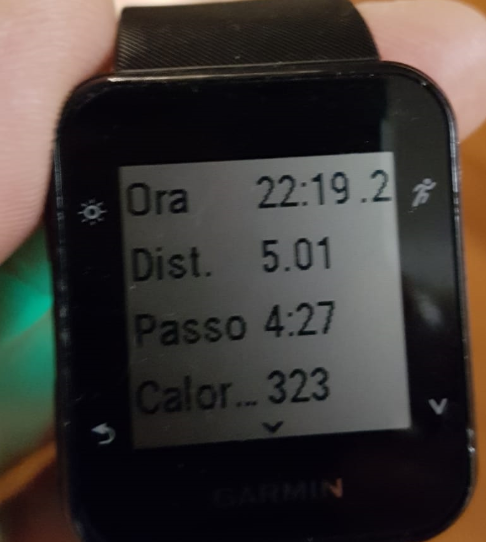 Ora 22:19.2
Dist. 5.01
Passo 4:27
Calor... 323
GARMIN